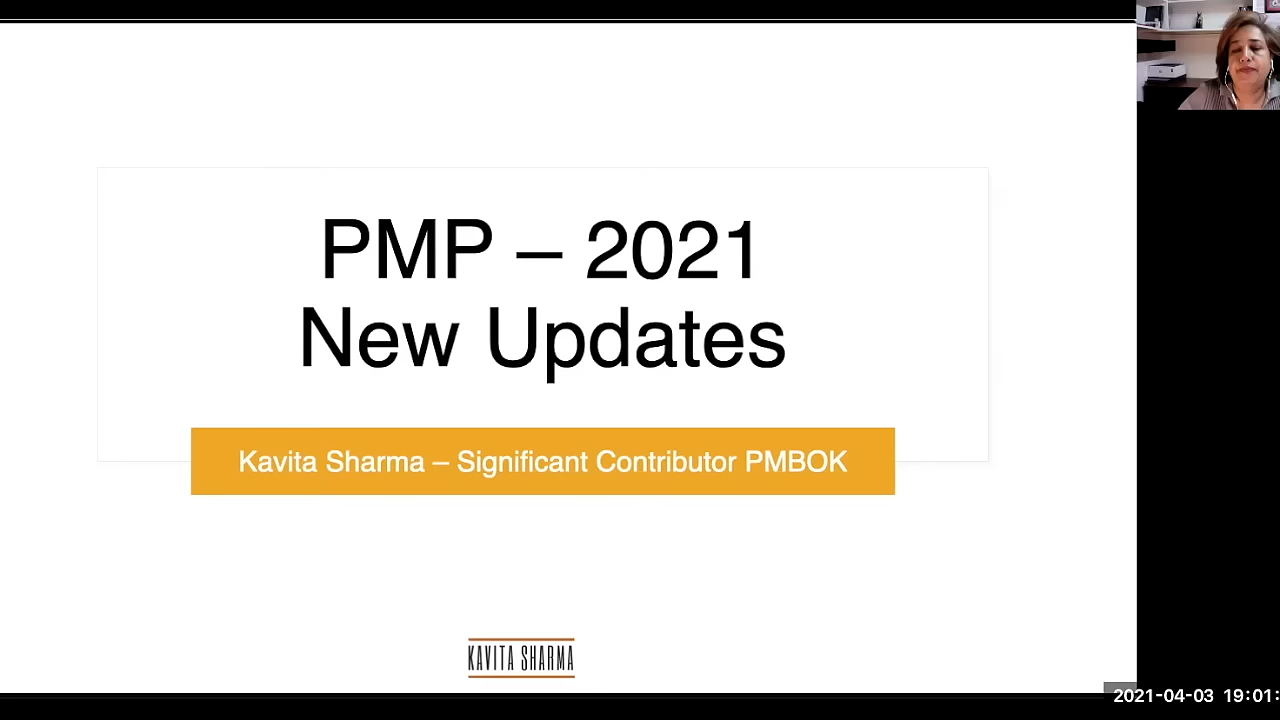 PMP – 2021
New Updates
Kavita Sharma – Significant Contributor PMBOK
KAVITA SHARMA
2021-04-03 19:01: